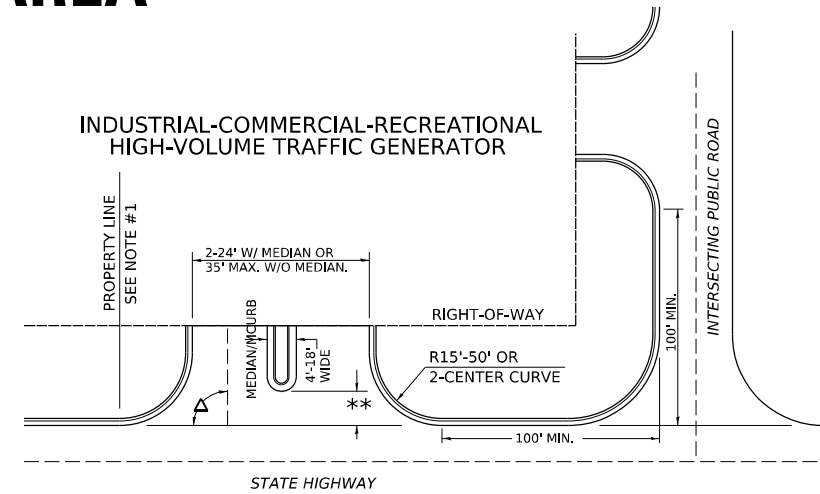 INDUSTRIAL-COMMERCIAL-RECREATIONAL
HIGH-VOLUME TRAFFIC GENERATOR
PROPERTY LINE
SEE NOTE #1
2-24' W/ MEDIAN OR
35' MAX. W/O MEDIAN.
MEDIAN/MCURB
4'-18'
WIDE
RIGHT-OF-WAY
R15'-50' OR
2-CENTER CURVE
Δ
**
100' MIN.
100' MIN.
INTERSECTING PUBLIC ROAD
STATE HIGHWAY